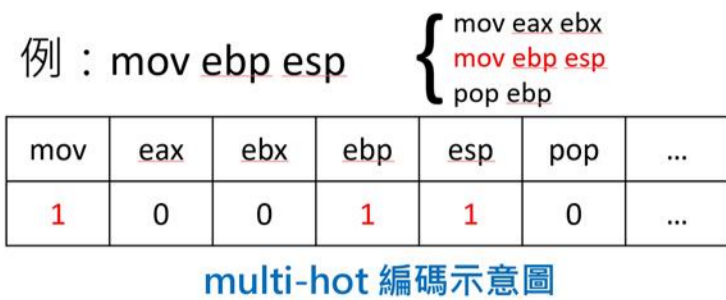 例：mov ebp esp
{
mov eax ebx
mov ebp esp
pop ebp
mov eax ebx ebp esp pop ...
1 0 0 1 1 0 ...
multi-hot 編碼示意圖